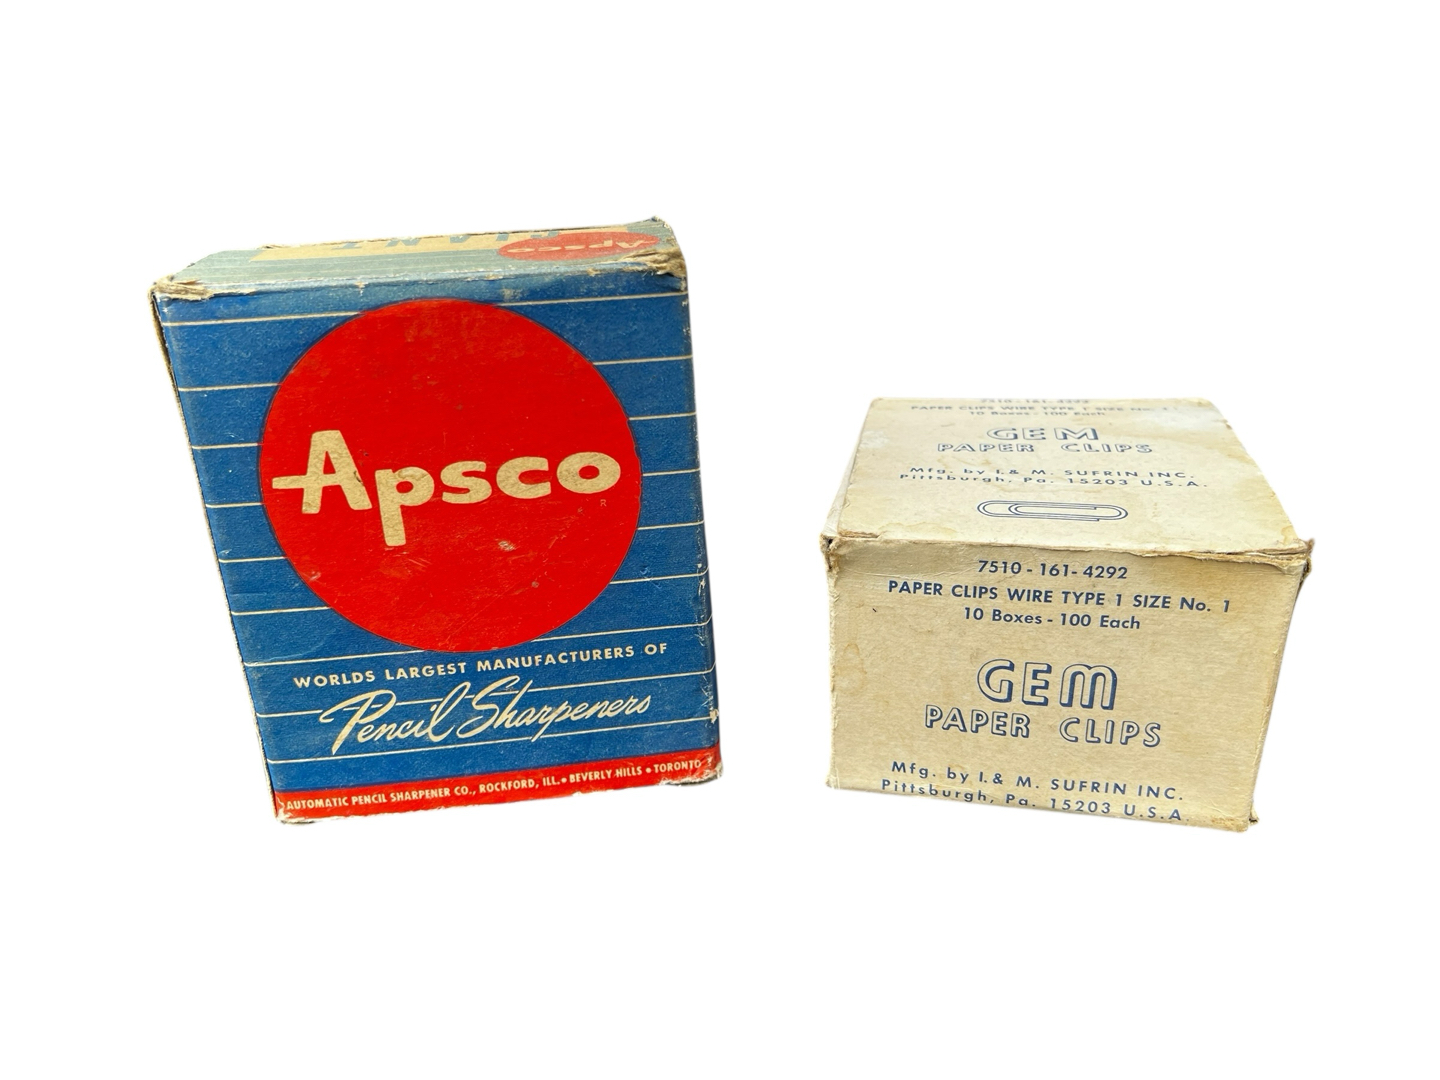 GIANT
Apsco
Apsco
R
WORLDS LARGEST MANUFACTURERS OF
Pencil Sharpeners
AUTOMATIC PENCIL SHARPENER CO., ROCKFORD, ILL. • BEVERLY HILLS • TORONTO
7510-161-4292
PAPER CLIPS WIRE TYPE 1 SIZE No. 1
10 Boxes - 100 Each
GEM
PAPER CLIPS
Mfg. by I. & M. SUFRIN INC.
Pittsburgh, Pa. 15203 U.S.A.
7510-161-4292
PAPER CLIPS WIRE TYPE 1 SIZE No. 1
10 Boxes - 100 Each
GEM
PAPER CLIPS
Mfg. by I. & M. SUFRIN INC.
Pittsburgh, Pa. 15203 U.S.A.